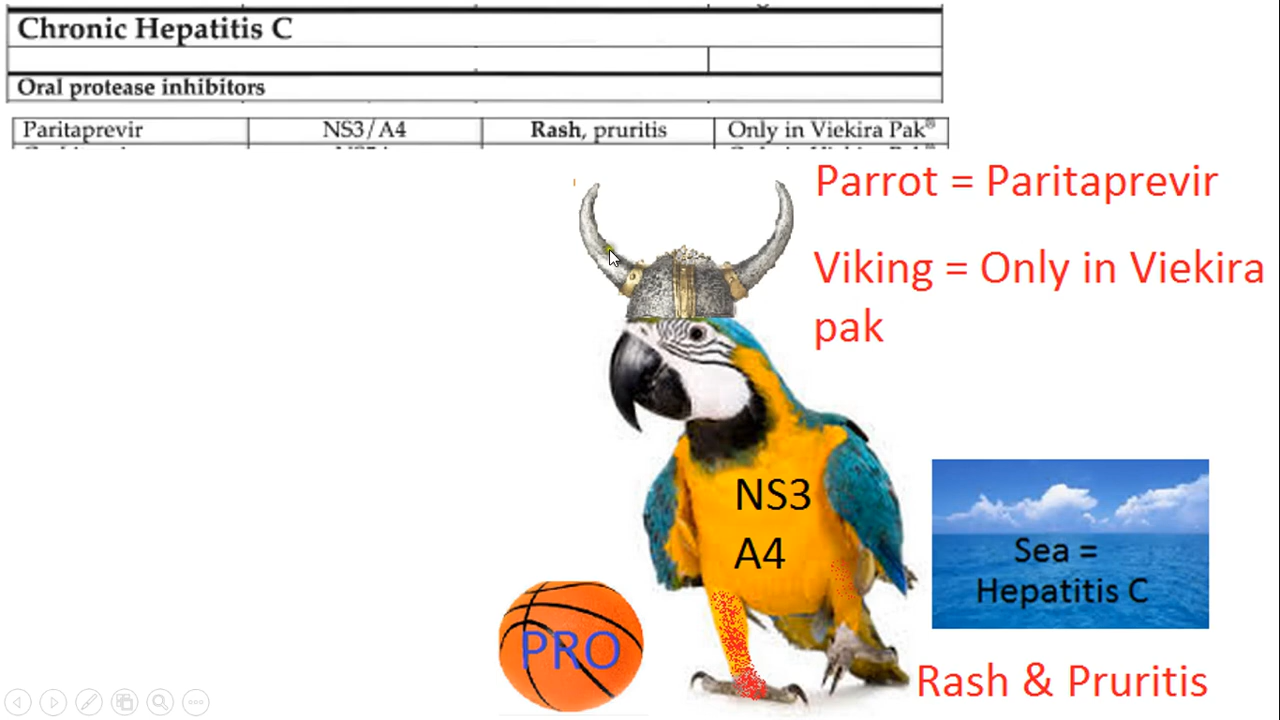 Chronic Hepatitis C
Oral protease inhibitors
Paritaprevir NS3/A4 Rash, pruritis Only in Viekira Pak®
Parrot = Paritaprevir
Viking = Only in Viekira
pak
NS3
A4
Sea =
Hepatitis C
PRO
Rash & Pruritis